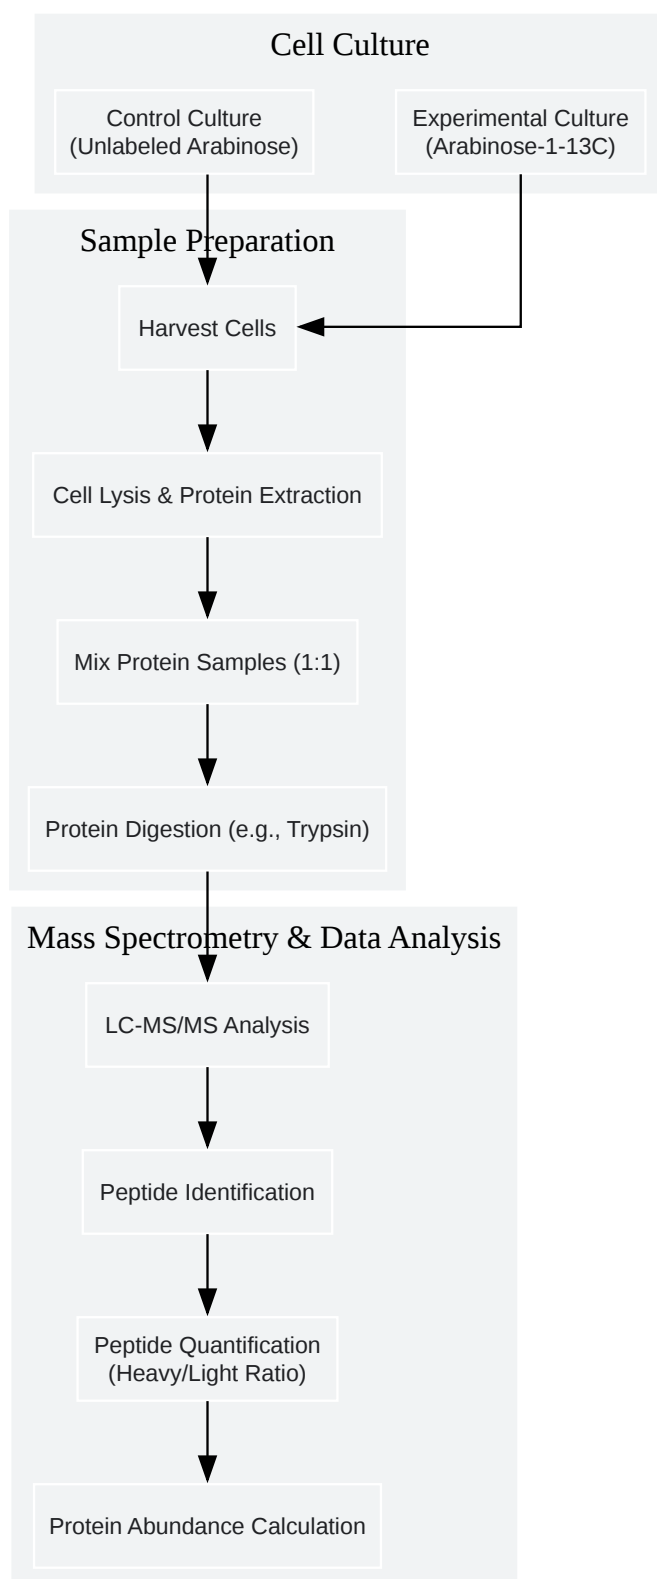 Cell Culture
Control Culture
(Unlabeled Arabinose)
Experimental Culture
(Arabinose-1-13C)
Sample Preparation
Harvest Cells
Cell Lysis & Protein Extraction
Mix Protein Samples (1:1)
Protein Digestion (e.g., Trypsin)
Mass Spectrometry & Data Analysis
LC-MS/MS Analysis
Peptide Identification
Peptide Quantification
(Heavy/Light Ratio)
Protein Abundance Calculation